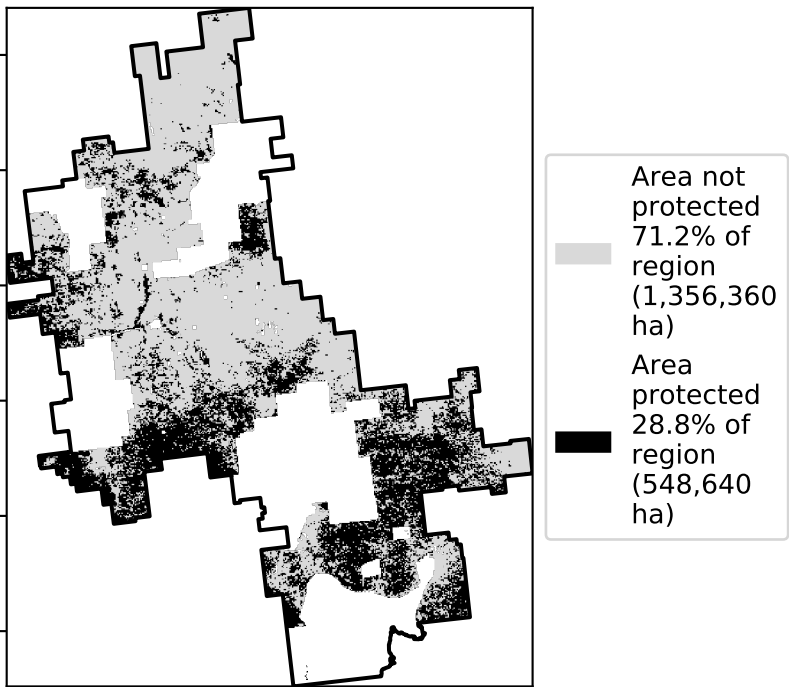 Area not
protected
71.2% of
region
(1,356,360
ha)
Area
protected
28.8% of
region
(548,640
ha)